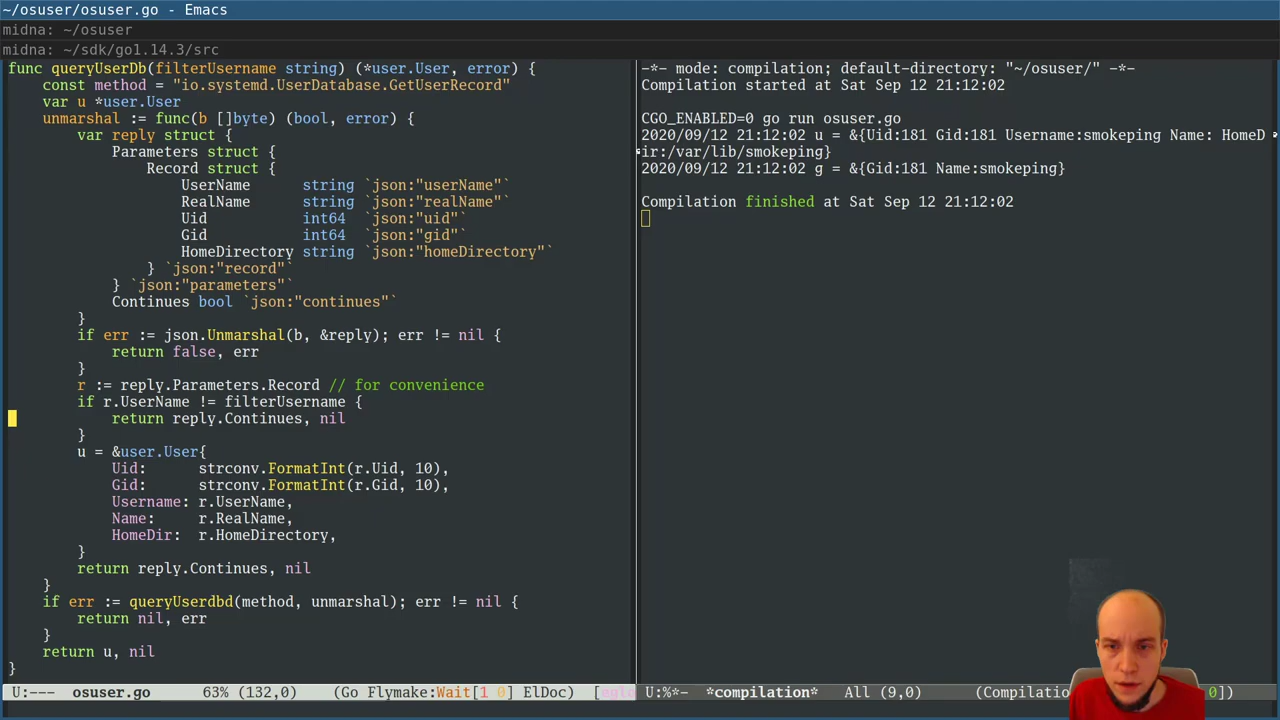 ~/osuser/osuser.go - Emacs
midna: ~/osuser
midna: ~/sdk/go1.14.3/src
func queryUserDb(filterUsername string) (*user.User, error) {
const method = "io.systemd.UserDatabase.GetUserRecord"
var u *user.User
unmarshal := func(b []byte) (bool, error) {
var reply struct {
Parameters struct {
Record struct {
UserName string `json:"userName"`
RealName string `json:"realName"`
Uid int64 `json:"uid"`
Gid int64 `json:"gid"`
HomeDirectory string `json:"homeDirectory"`
} `json:"record"`
} `json:"parameters"`
Continues bool `json:"continues"`
}
if err := json.Unmarshal(b, &reply); err != nil {
return false, err
}
r := reply.Parameters.Record // for convenience
if r.UserName != filterUsername {
return reply.Continues, nil
}
u = &user.User{
Uid: strconv.FormatInt(r.Uid, 10),
Gid: strconv.FormatInt(r.Gid, 10),
Username: r.UserName,
Name: r.RealName,
HomeDir: r.HomeDirectory,
}
return reply.Continues, nil
}
if err := queryUserdbd(method, unmarshal); err != nil {
return nil, err
}
return u, nil
}
U:--- osuser.go 63% (132,0) (Go Flymake:Wait[1 0] ElDoc) [eglo
-*- mode: compilation; default-directory: "~/osuser/" -*-
Compilation started at Sat Sep 12 21:12:02
CGO_ENABLED=0 go run osuser.go
2020/09/12 21:12:02 u = &{Uid:181 Gid:181 Username:smokeping Name: HomeD
ir:/var/lib/smokeping}
2020/09/12 21:12:02 g = &{Gid:181 Name:smokeping}
Compilation finished at Sat Sep 12 21:12:02
U:%*- *compilation* All (9,0) (Compilatio 0])